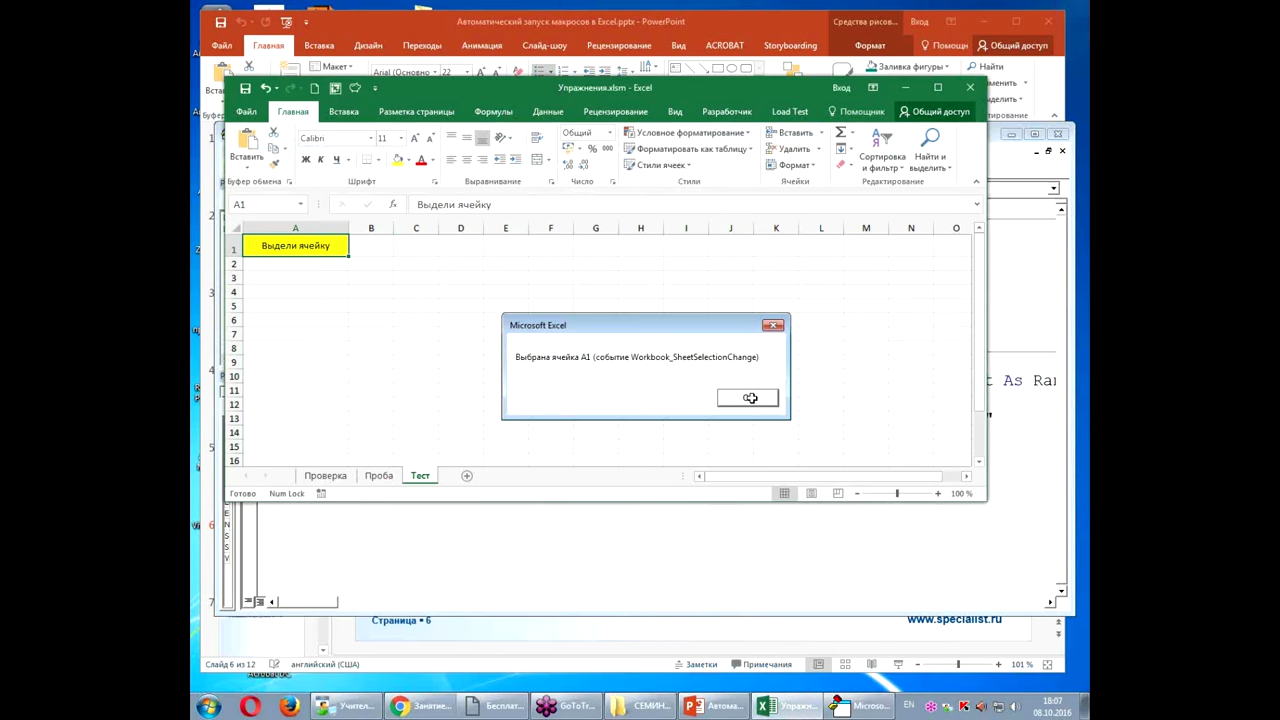 Автоматический запуск макросов в Excel.pptx - PowerPoint
Средства рисов...
Вход
Файл
Главная
Вставка
Дизайн
Переходы
Анимация
Слайд-шоу
Рецензирование
Вид
ACROBAT
Storyboarding
Формат
Помощн
Общий доступ
Макет
Arial (Осново
22
Заливка фигуры
Найти
Упражнения.xlsm - Excel
Вход
Файл
Главная
Вставка
Разметка страницы
Формулы
Данные
Рецензирование
Вид
Разработчик
Load Test
Помощник
Общий доступ
Вставить
Calibri
11
Общий
Условное форматирование
Форматировать как таблицу
Стили ячеек
Вставить
Удалить
Формат
Сортировка
и фильтр
Найти и
выделить
Буфер обмена
Шрифт
Выравнивание
Число
Стили
Ячейки
Редактирование
A1
Выдели ячейку
A B C D E F G H I J K L M N O
1 Выдели ячейку
2
3
4
5
6
7
8
9
10
11
12
13
14
15
16
Microsoft Excel
Выбрана ячейка A1 (событие Workbook_SheetSelectionChange)
t As Ran
"
Проверка
Проба
Тест
Готово
Num Lock
100 %
Страница ▪ 6
www.specialist.ru
Слайд 6 из 12
английский (США)
Заметки
Примечания
101 %
Учител...
Занятие...
Бесплат...
GoToTr...
СЕМИН...
Автома...
Упражн...
Microso...
EN
18:07
08.10.2016